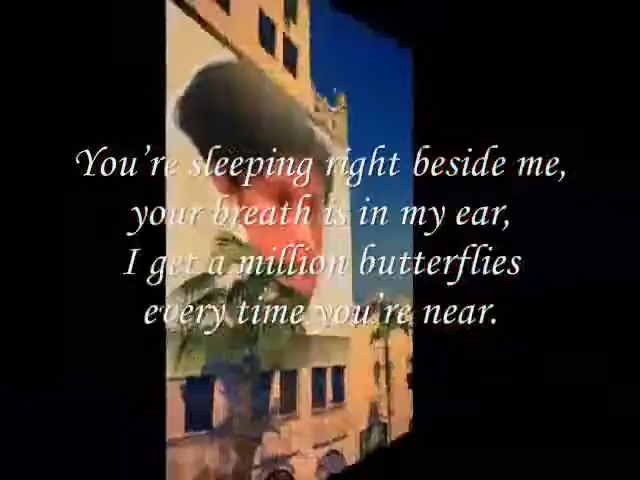 You're sleeping right beside me,
your breath is in my ear,
I get a million butterflies
every time you're near.